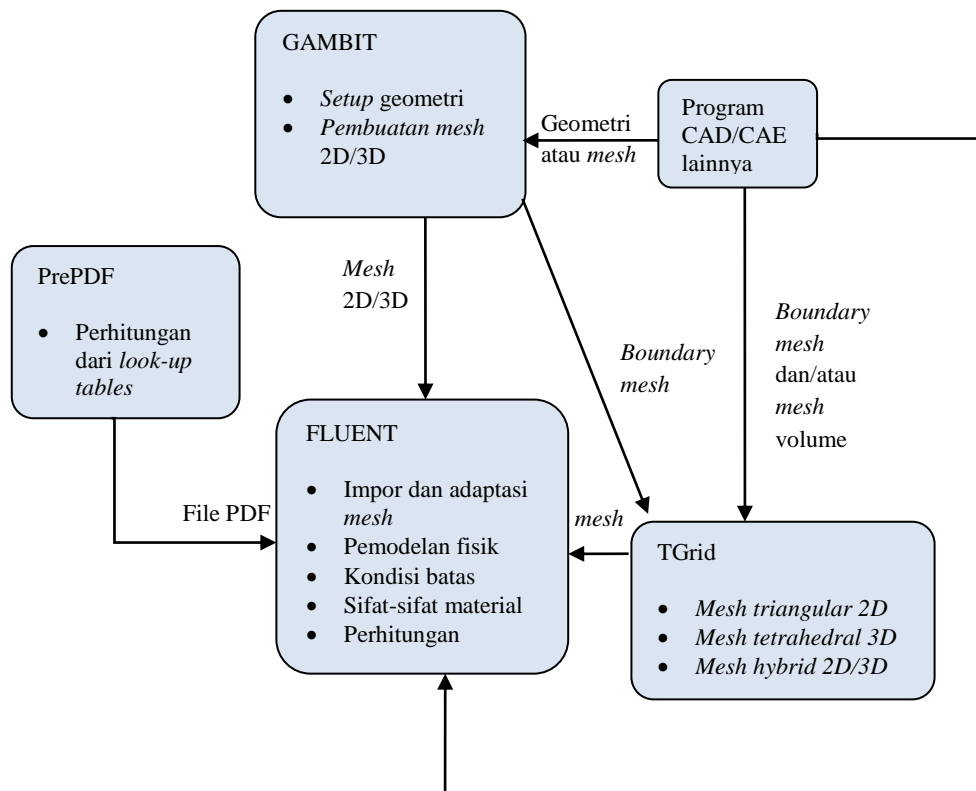 GAMBIT
• Setup geometri
• Pembuatan mesh
2D/3D
Geometri
atau mesh
Program
CAD/CAE
lainnya
PrePDF
• Perhitungan
dari look-up
tables
Mesh
2D/3D
Boundary
mesh
Boundary
mesh
dan/atau
mesh
volume
File PDF
FLUENT
• Impor dan adaptasi
mesh
• Pemodelan fisik
• Kondisi batas
• Sifat-sifat material
• Perhitungan
mesh
TGrid
• Mesh triangular 2D
• Mesh tetrahedral 3D
• Mesh hybrid 2D/3D